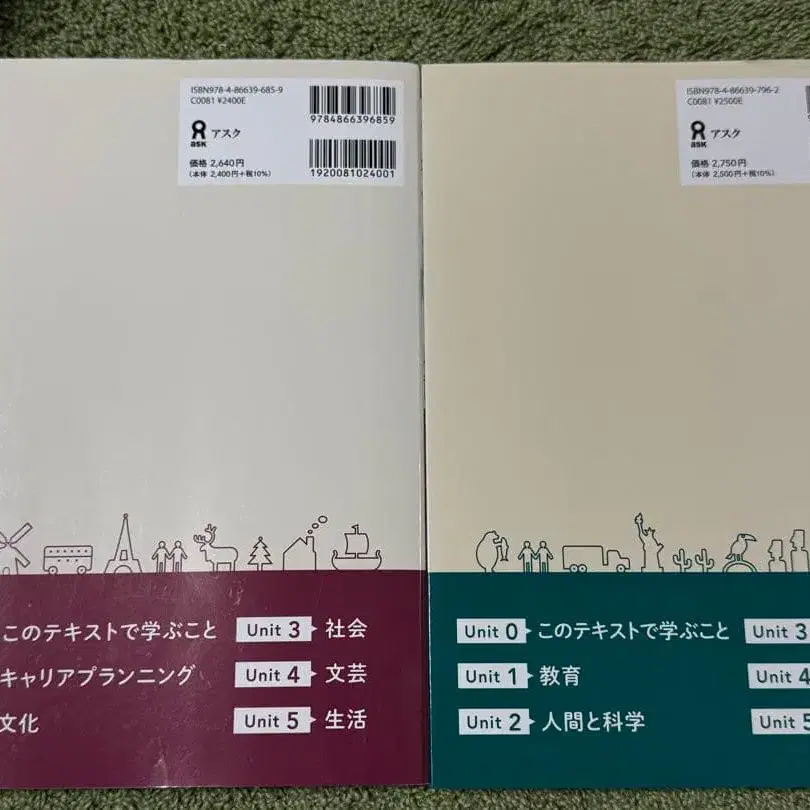 ISBN978-4-86639-685-9
C0081 ¥2400E
9784866396859
ask
アスク
価格 2,640円
(本体 2,400円+税10%)
1920081024001
このテキストで学ぶこと
Unit 3 社会
キャリアプランニング
Unit 4 文芸
文化
Unit 5 生活
ISBN978-4-86639-796-2
C0081 ¥2500E
ask
アスク
価格 2,750円
(本体 2,500円+税10%)
Unit 0 このテキストで学ぶこと
Unit 3
Unit 1 教育
Unit 4
Unit 2 人間と科学
Unit 5